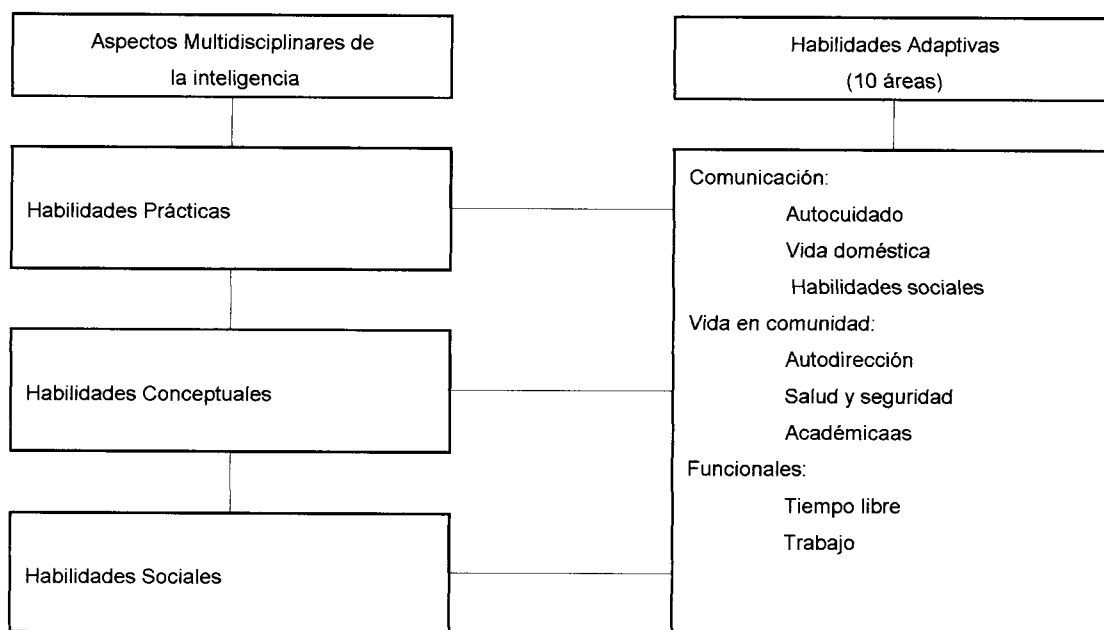 Aspectos Multidisciplinares de
la inteligencia
Habilidades Prácticas
Habilidades Conceptuales
Habilidades Sociales
Habilidades Adaptivas
(10 áreas)
Comunicación:
Autocuidado
Vida doméstica
Habilidades sociales
Vida en comunidad:
Autodirección
Salud y seguridad
Académicaas
Funcionales:
Tiempo libre
Trabajo